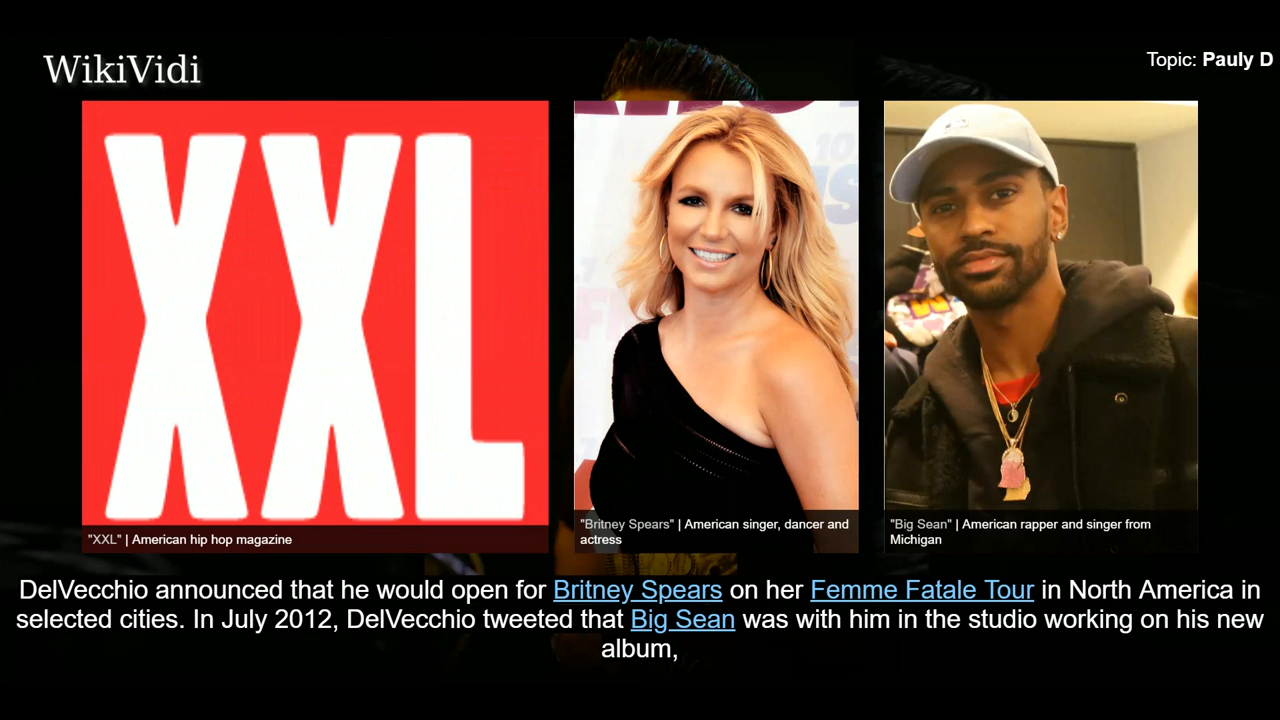 WikiVidi
Topic: Pauly D
XXL
"XXL" | American hip hop magazine
"Britney Spears" | American singer, dancer and
actress
"Big Sean" | American rapper and singer from
Michigan
DelVecchio announced that he would open for Britney Spears on her Femme Fatale Tour in North America in
selected cities. In July 2012, DelVecchio tweeted that Big Sean was with him in the studio working on his new
album,